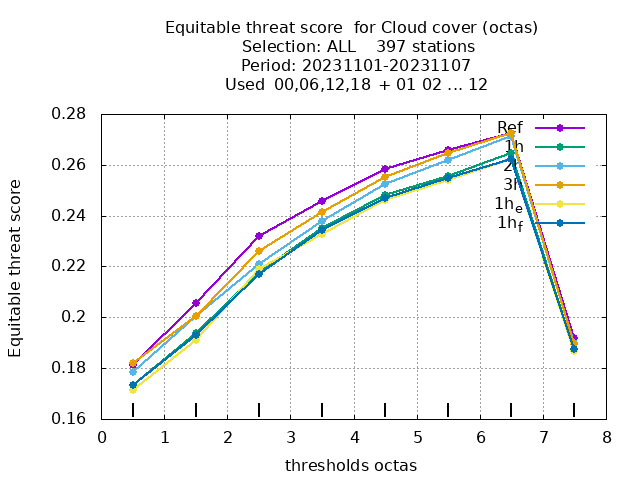 Equitable threat score for Cloud cover (octas)
Selection: ALL 397 stations
Period: 20231101-20231107
Used 00,06,12,18 + 01 02 ... 12
Equitable threat score
0.28
0.26
0.24
0.22
0.2
0.18
0.16
Ref
1h
2h
3h
1he
1hf
0 1 2 3 4 5 6 7 8
thresholds octas